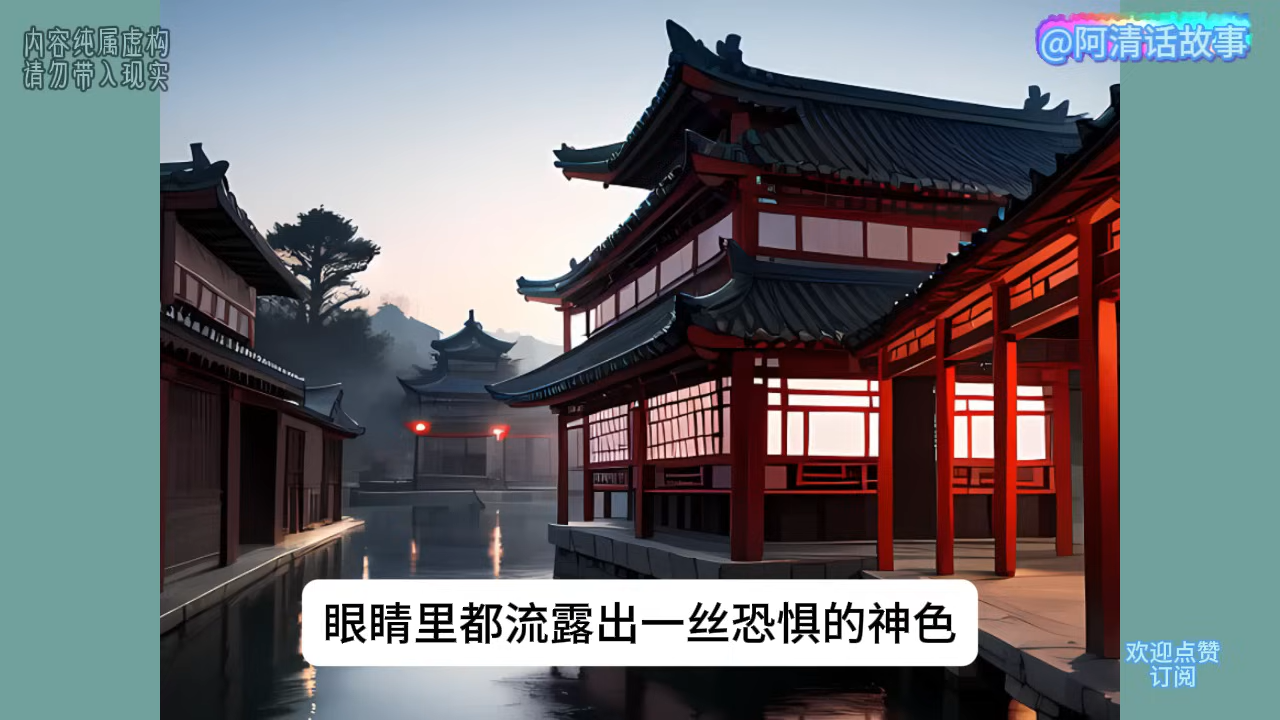 内容纯属虚构
请勿带入现实
@阿清话故事
眼睛里都流露出一丝恐惧的神色
欢迎点赞
订阅